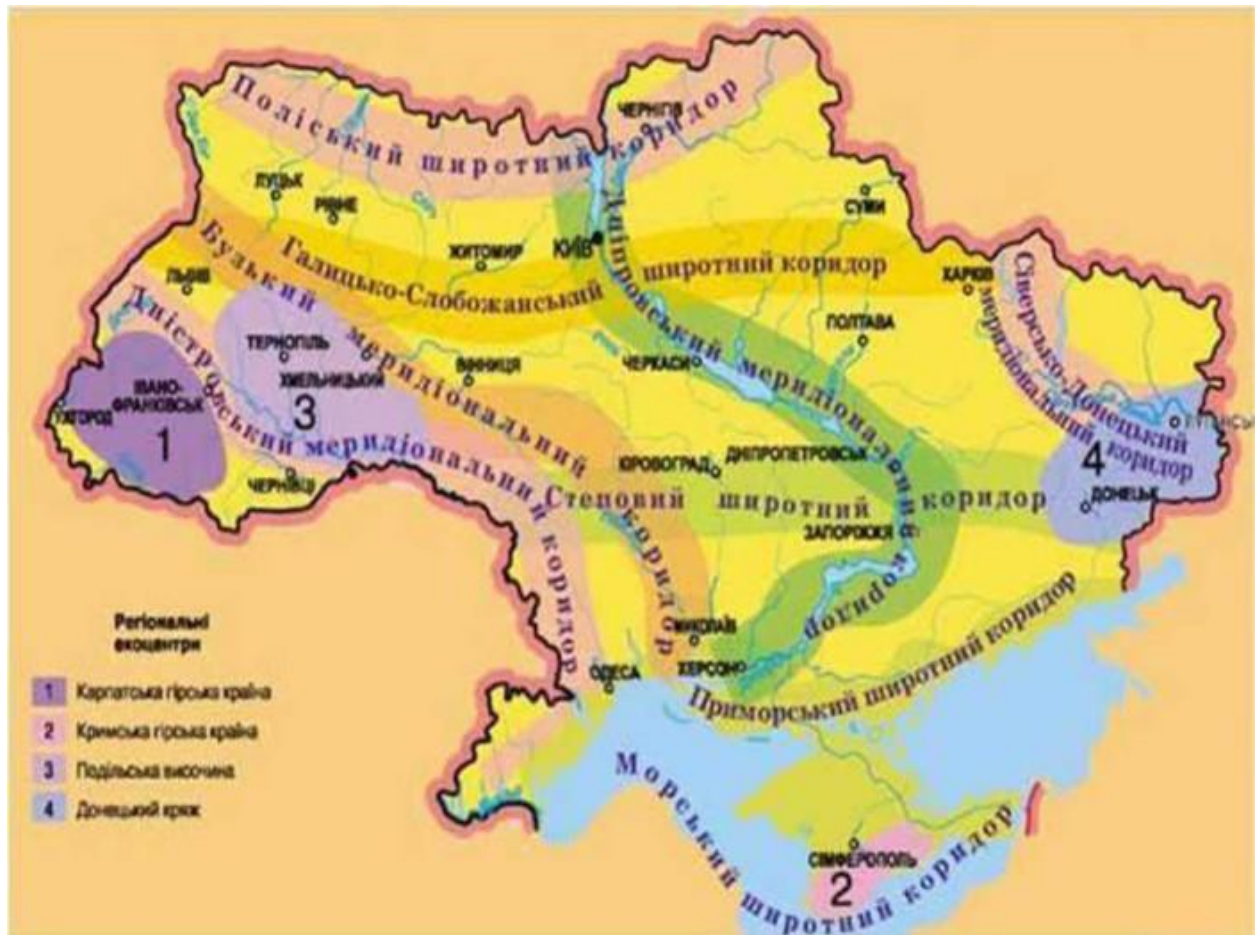 Поліський широтний коридор
ЧЕРНІГІВ
ЛУЦЬК
РІВНЕ
СУМИ
ЖИТОМИР
КИЇВ
Дніпровський меридіональний коридор
Галицько-Слобожанський широтний коридор
Бузький меридіональний коридор
ЛЬВІВ
ХАРКІВ
Сіверсько-Донецький
меридіональний коридор
Дністровський меридіональний коридор
ТЕРНОПІЛЬ
ХМЕЛЬНИЦЬКИЙ
ВІННИЦЯ
ЧЕРКАСИ
ПОЛТАВА
ІВАНО-
ФРАНКІВСЬК
УЖГОРОД
1
3
4
ЧЕРНІВЦІ
ІРОВОГРАД
ДНІПРОПЕТРОВСЬК
Степовий широтний коридор
ДОНЕЦЬК
ЗАПОРІЖЖЯ
МИКОЛАЇВ
ХЕРСОН
ОДЕСА
Приморський широтний коридор
Морський широтний коридор
СІМФЕРОПОЛЬ
2
Регіональні
екоцентри
1 Карпатська гірська країна
2 Кримська гірська країна
3 Подільська височина
4 Донецький кряж